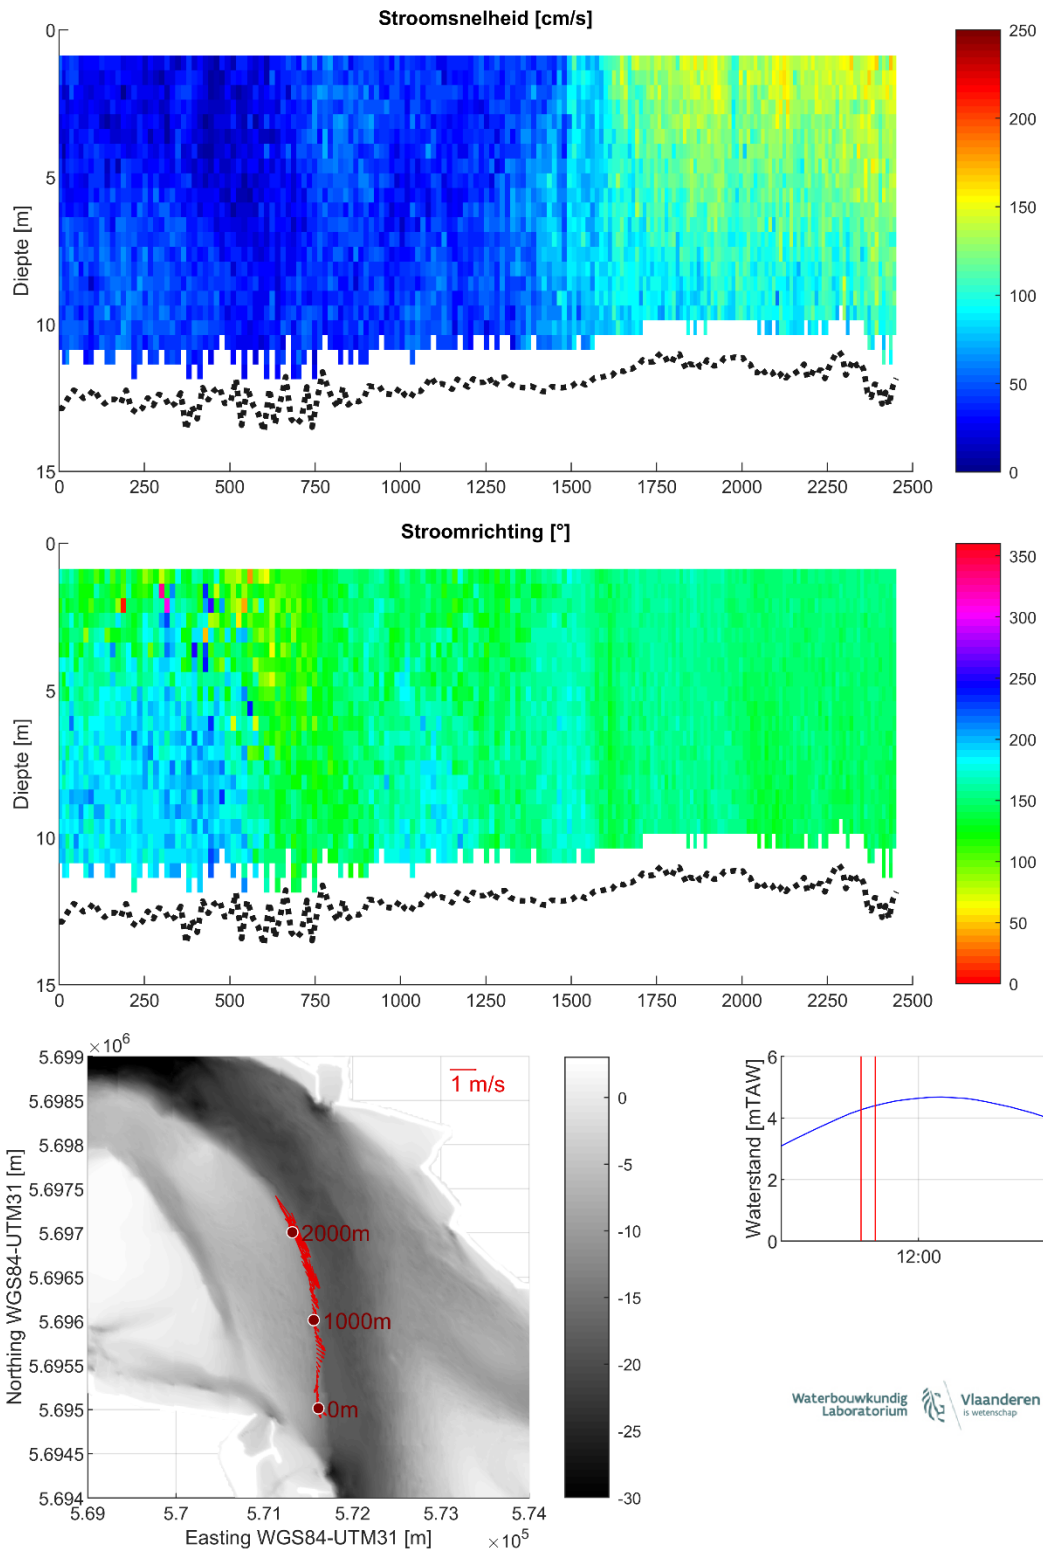 Stroomsnelheid [cm/s]
0
5
10
15
Diepte [m]
0 250 500 750 1000 1250 1500 1750 2000 2250 2500
250
200
150
100
50
0
Stroomrichting [°]
0
5
10
15
Diepte [m]
0 250 500 750 1000 1250 1500 1750 2000 2250 2500
350
300
250
200
150
100
50
0
×10⁶
5.699
5.6985
5.698
5.6975
5.697
5.6965
5.696
5.6955
5.695
5.6945
5.694
Northing WGS84-UTM31 [m]
1 m/s
2000m
1000m
0m
5.69 5.7 5.71 5.72 5.73 5.74
Easting WGS84-UTM31 [m]
×10⁵
0
-5
-10
-15
-20
-25
-30
6
4
2
0
Waterstand [mTAW]
12:00
Waterbouwkundig
Laboratorium
Vlaanderen
is wetenschap